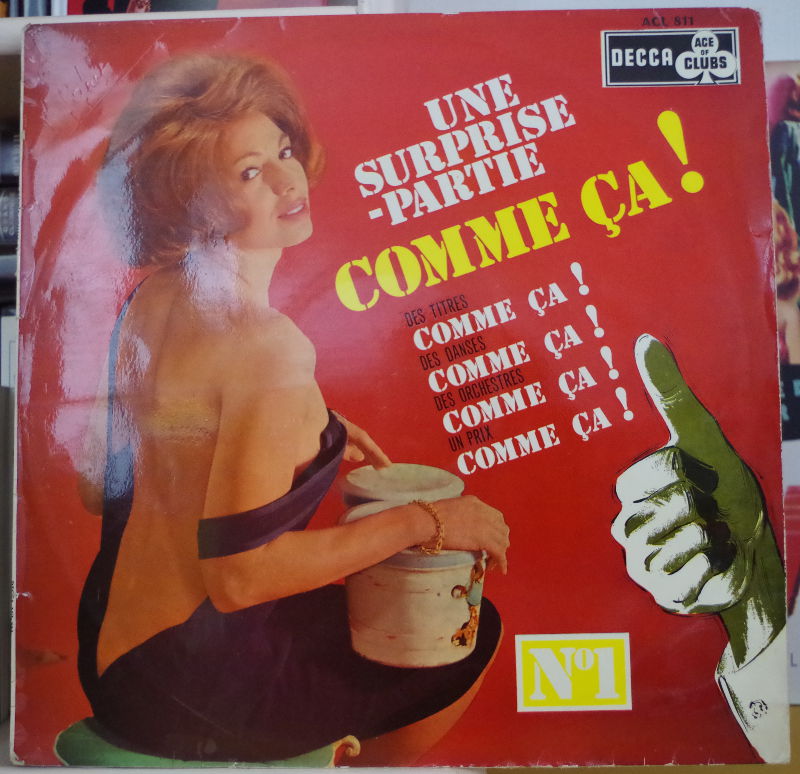 ACL 811
DECCA
ACE
OF
CLUBS
UNE
SURPRISE
-PARTIE
COMME ÇA!
DES TITRES
COMME ÇA!
DES DANSES
COMME ÇA!
DES ORCHESTRES
COMME ÇA!
UN PRIX
COMME ÇA!
No1